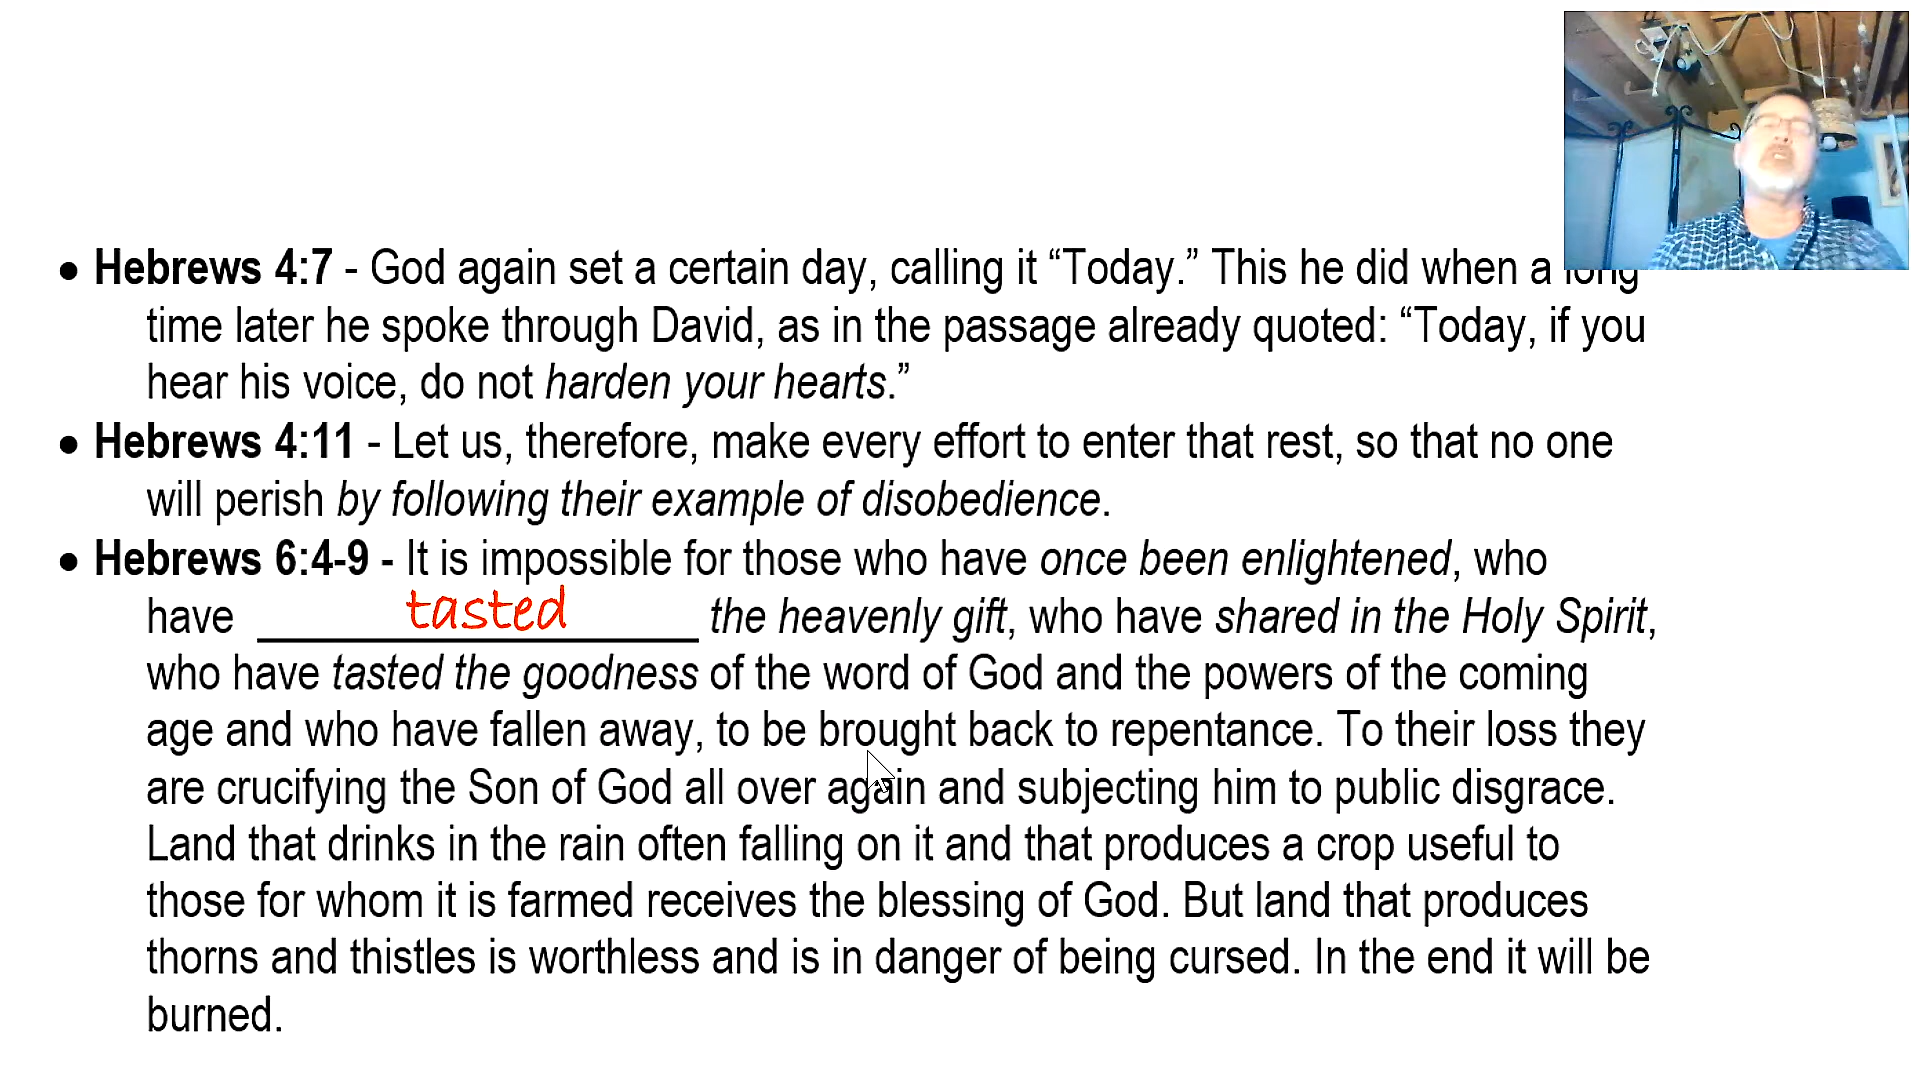 ● Hebrews 4:7 - God again set a certain day, calling it “Today.” This he did when a long
time later he spoke through David, as in the passage already quoted: “Today, if you
hear his voice, do not harden your hearts.”
● Hebrews 4:11 - Let us, therefore, make every effort to enter that rest, so that no one
will perish by following their example of disobedience.
● Hebrews 6:4-9 - It is impossible for those who have once been enlightened, who
have tasted the heavenly gift, who have shared in the Holy Spirit,
who have tasted the goodness of the word of God and the powers of the coming
age and who have fallen away, to be brought back to repentance. To their loss they
are crucifying the Son of God all over again and subjecting him to public disgrace.
Land that drinks in the rain often falling on it and that produces a crop useful to
those for whom it is farmed receives the blessing of God. But land that produces
thorns and thistles is worthless and is in danger of being cursed. In the end it will be
burned.